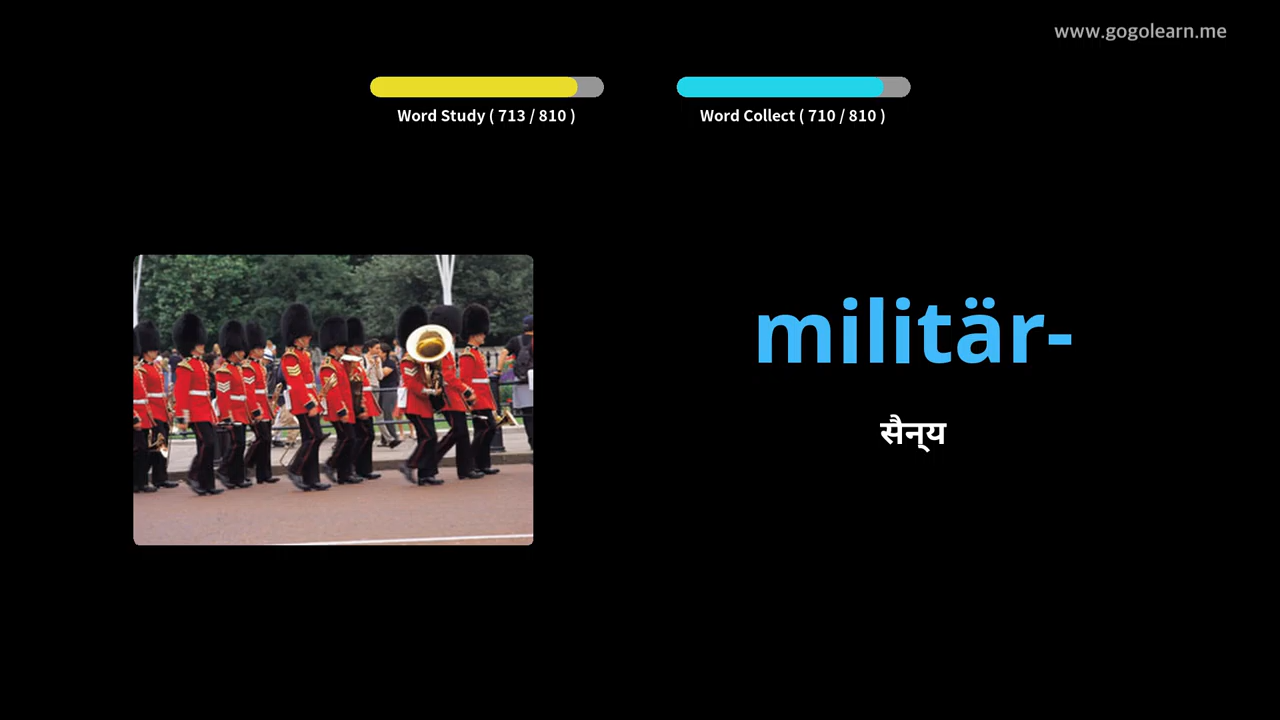 www.gogolearn.me
Word Study ( 713 / 810 )
Word Collect ( 710 / 810 )
militär-
सैन्य